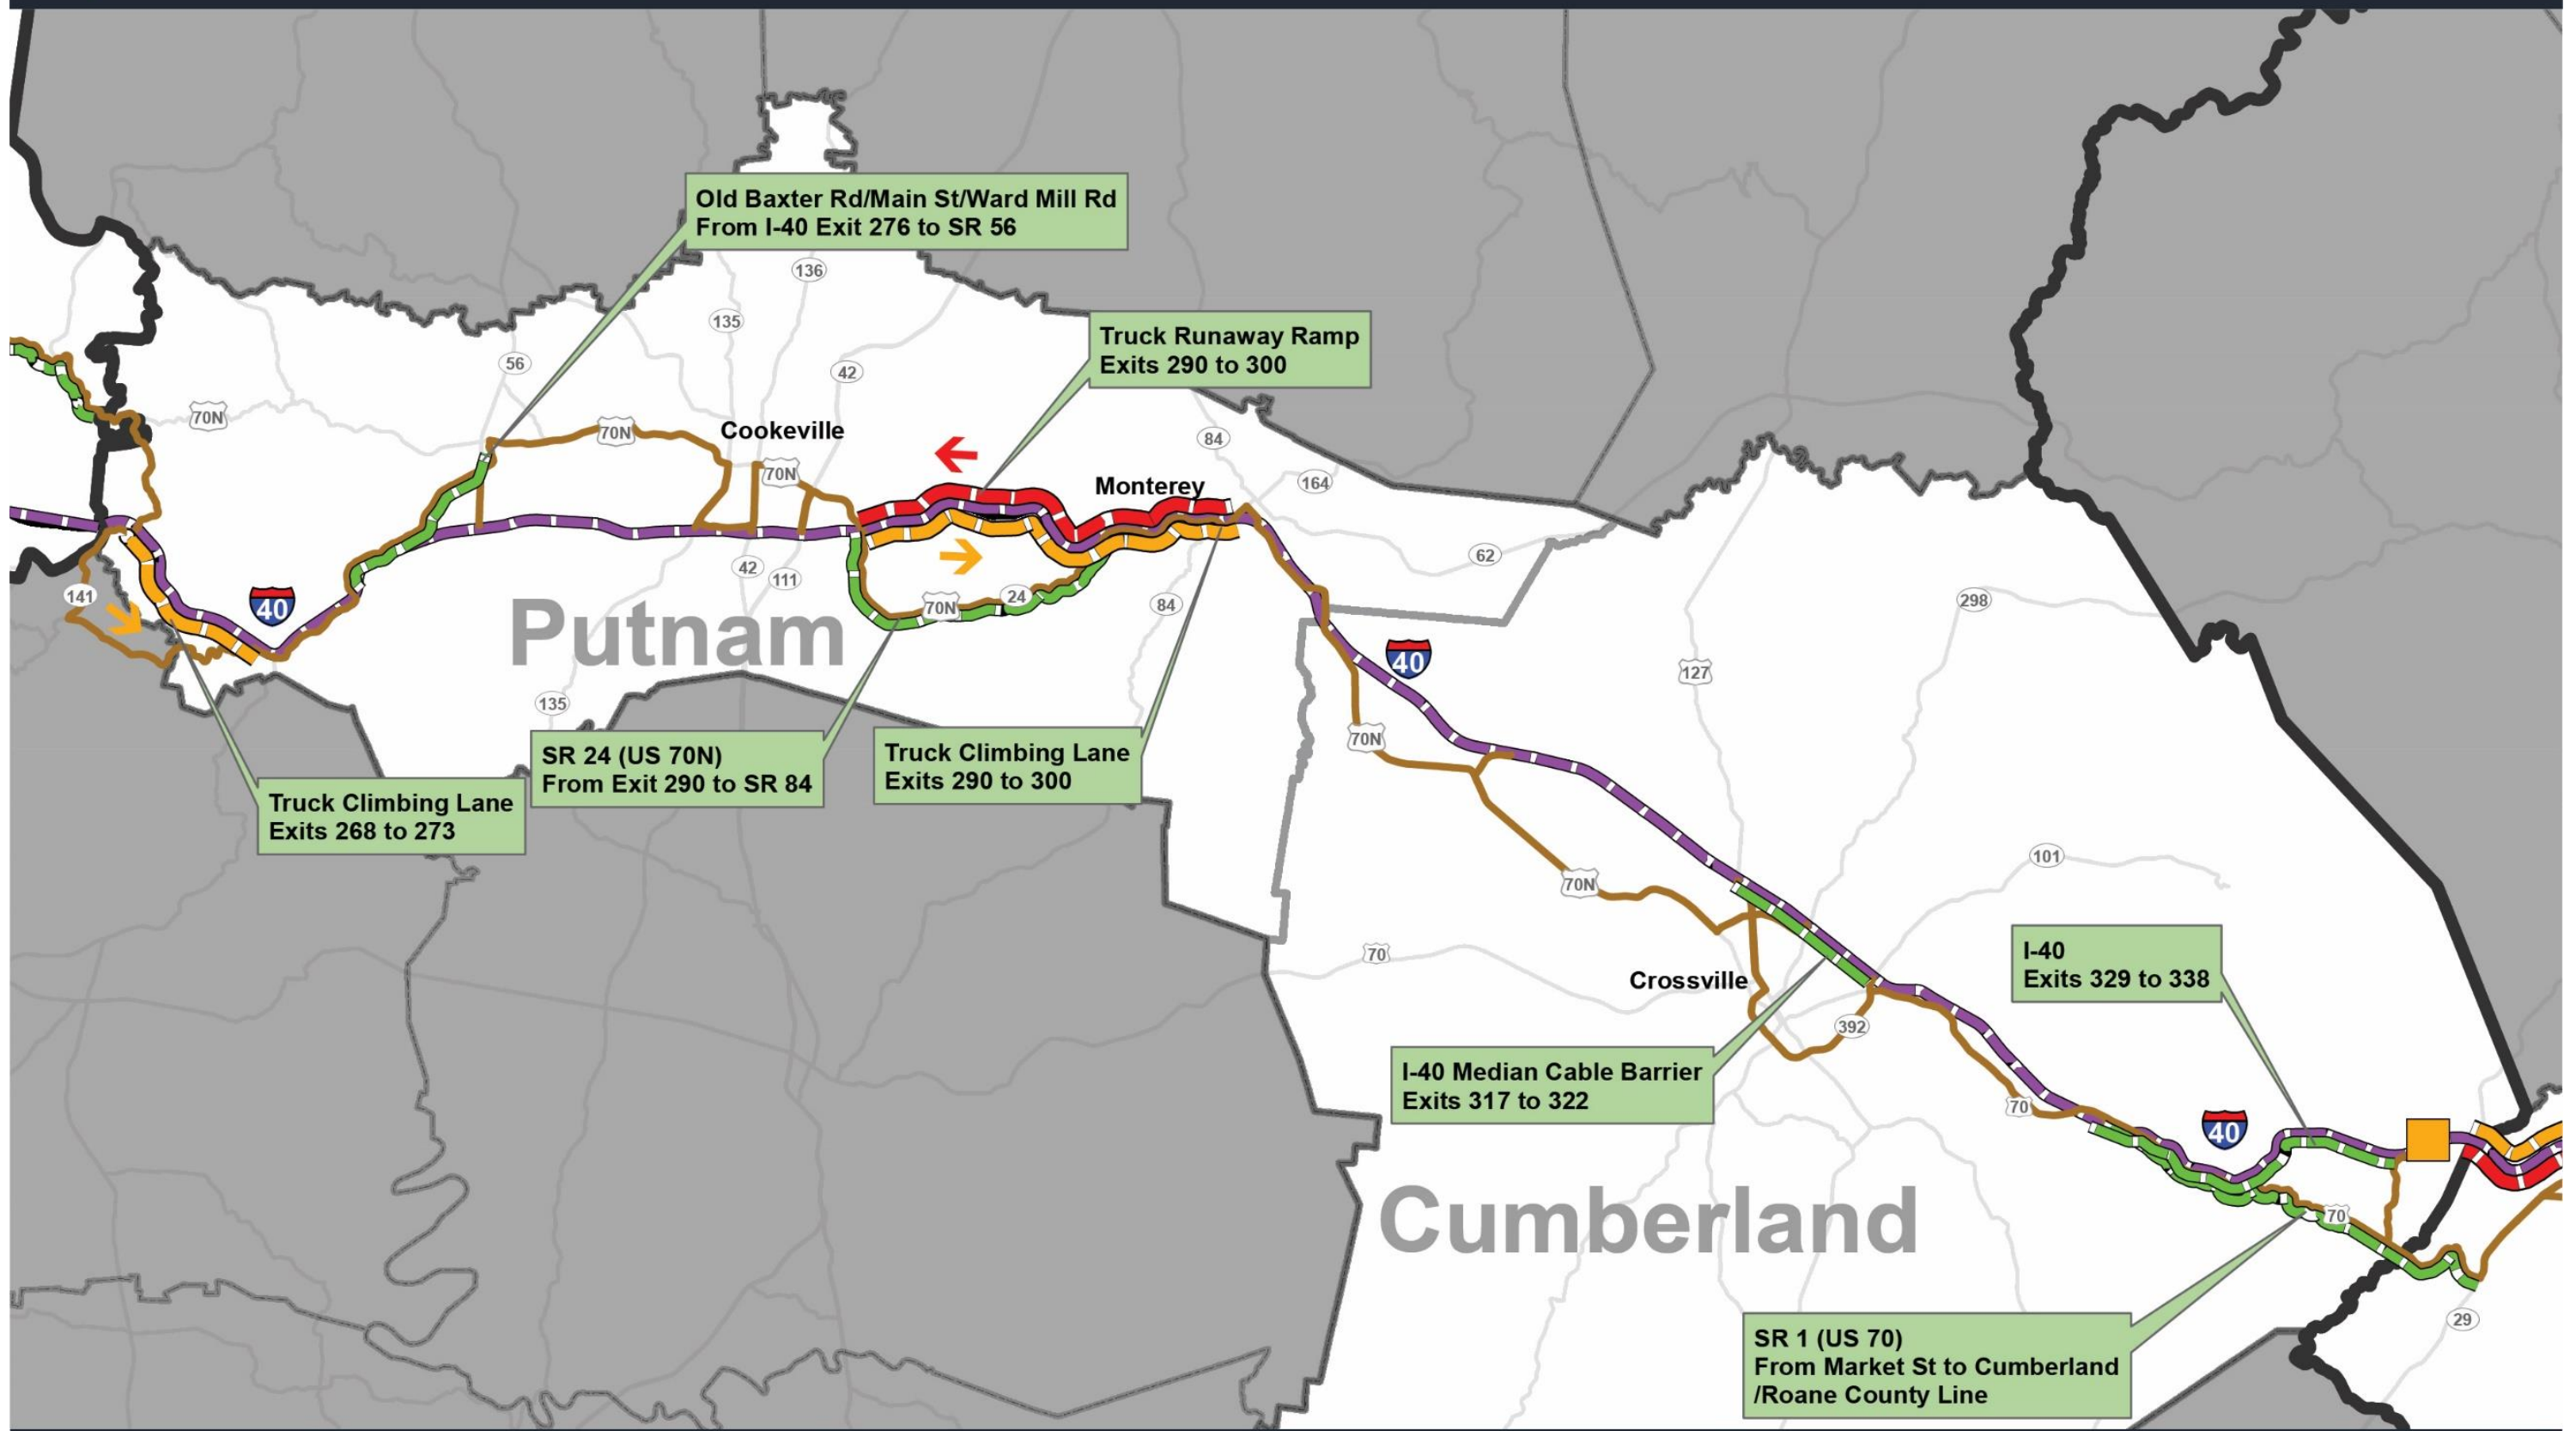 Old Baxter Rd/Main St/Ward Mill Rd
From I-40 Exit 276 to SR 56
136
135
Truck Runaway Ramp
Exits 290 to 300
56
42
70N
70N
Cookeville
84
70N
Monterey
164
62
42
111
141
40
70N
24
84
298
Putnam
40
127
135
70N
SR 24 (US 70N)
From Exit 290 to SR 84
Truck Climbing Lane
Exits 290 to 300
Truck Climbing Lane
Exits 268 to 273
101
70N
70
I-40
Exits 329 to 338
Crossville
392
I-40 Median Cable Barrier
Exits 317 to 322
70
40
Cumberland
70
29
SR 1 (US 70)
From Market St to Cumberland
/Roane County Line